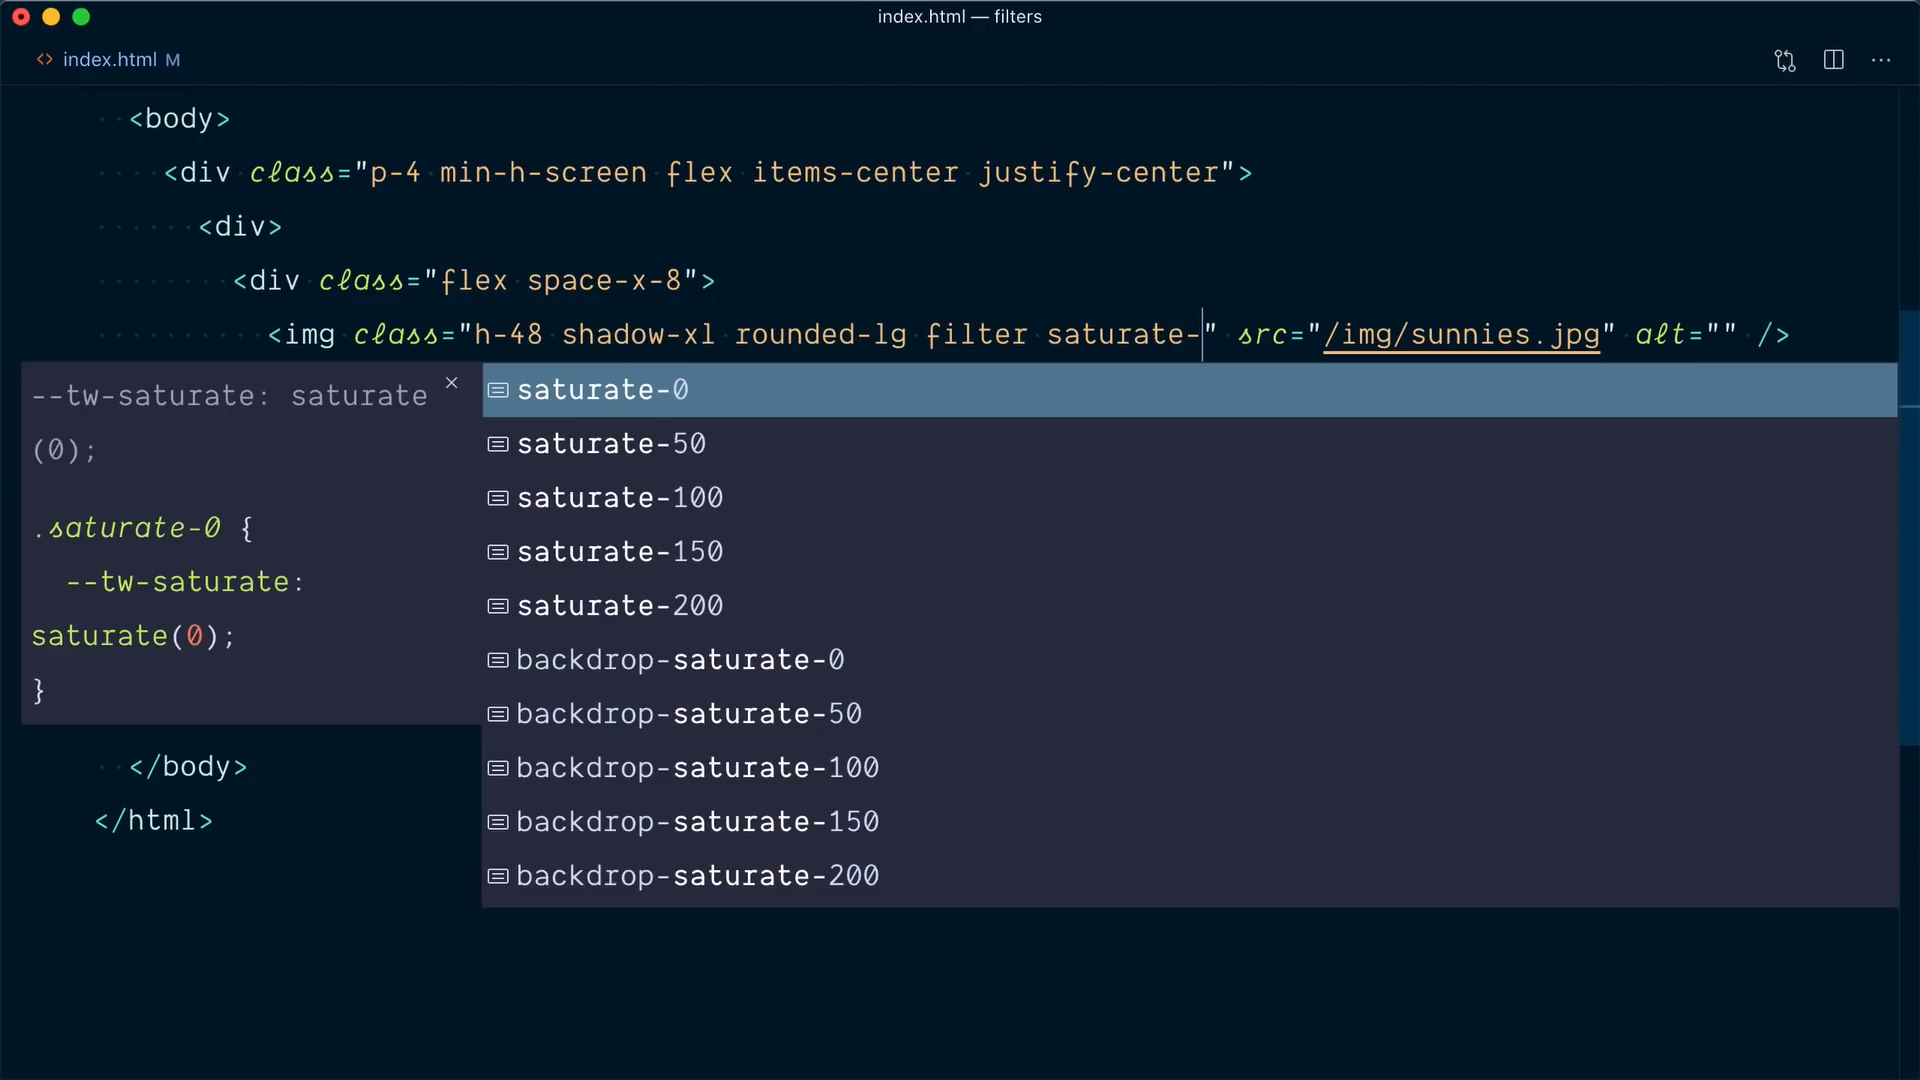 index.html — filters
<> index.html M
<body>
<div class="p-4 min-h-screen flex items-center justify-center">
<div>
<div class="flex space-x-8">
<img class="h-48 shadow-xl rounded-lg filter saturate-" src="/img/sunnies.jpg" alt="" />
--tw-saturate: saturate
(0);
.saturate-0 {
--tw-saturate:
saturate(0);
}
saturate-0
saturate-50
saturate-100
saturate-150
saturate-200
backdrop-saturate-0
backdrop-saturate-50
backdrop-saturate-100
backdrop-saturate-150
backdrop-saturate-200
</body>
</html>